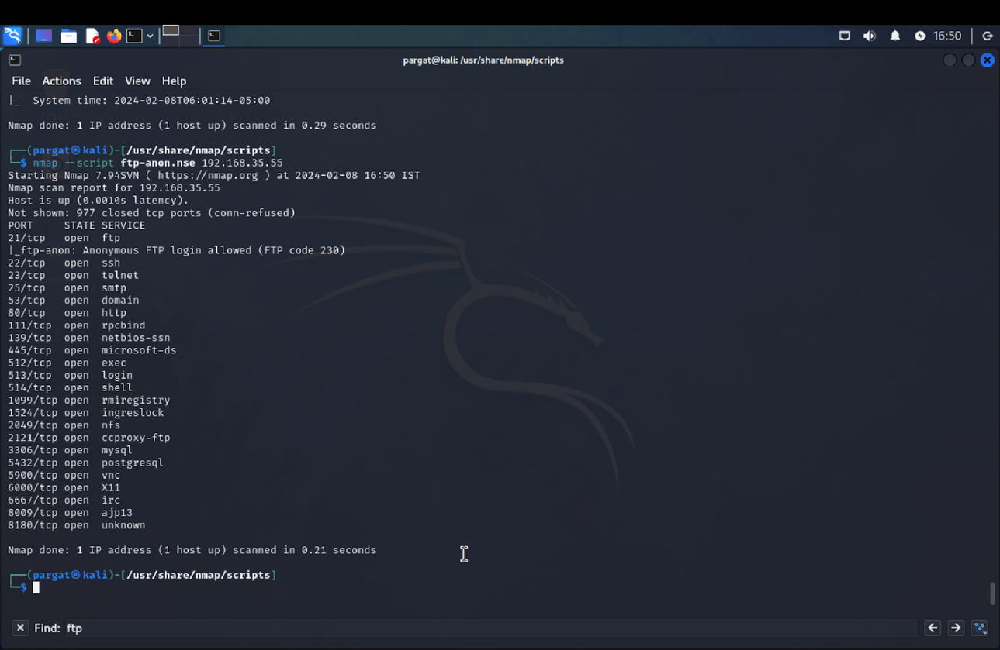 16:50
pargat@kali: /usr/share/nmap/scripts
File Actions Edit View Help
|_  System time: 2024-02-08T06:01:14-05:00
Nmap done: 1 IP address (1 host up) scanned in 0.29 seconds
┌──(pargat㉿kali)-[/usr/share/nmap/scripts]
└─$ nmap --script ftp-anon.nse 192.168.35.55
Starting Nmap 7.94SVN ( https://nmap.org ) at 2024-02-08 16:50 IST
Nmap scan report for 192.168.35.55
Host is up (0.0010s latency).
Not shown: 977 closed tcp ports (conn-refused)
PORT     STATE SERVICE
21/tcp   open  ftp
|_ftp-anon: Anonymous FTP login allowed (FTP code 230)
22/tcp   open  ssh
23/tcp   open  telnet
25/tcp   open  smtp
53/tcp   open  domain
80/tcp   open  http
111/tcp  open  rpcbind
139/tcp  open  netbios-ssn
445/tcp  open  microsoft-ds
512/tcp  open  exec
513/tcp  open  login
514/tcp  open  shell
1099/tcp open  rmiregistry
1524/tcp open  ingreslock
2049/tcp open  nfs
2121/tcp open  ccproxy-ftp
3306/tcp open  mysql
5432/tcp open  postgresql
5900/tcp open  vnc
6000/tcp open  X11
6667/tcp open  irc
8009/tcp open  ajp13
8180/tcp open  unknown
Nmap done: 1 IP address (1 host up) scanned in 0.21 seconds
┌──(pargat㉿kali)-[/usr/share/nmap/scripts]
└─$
Find: ftp